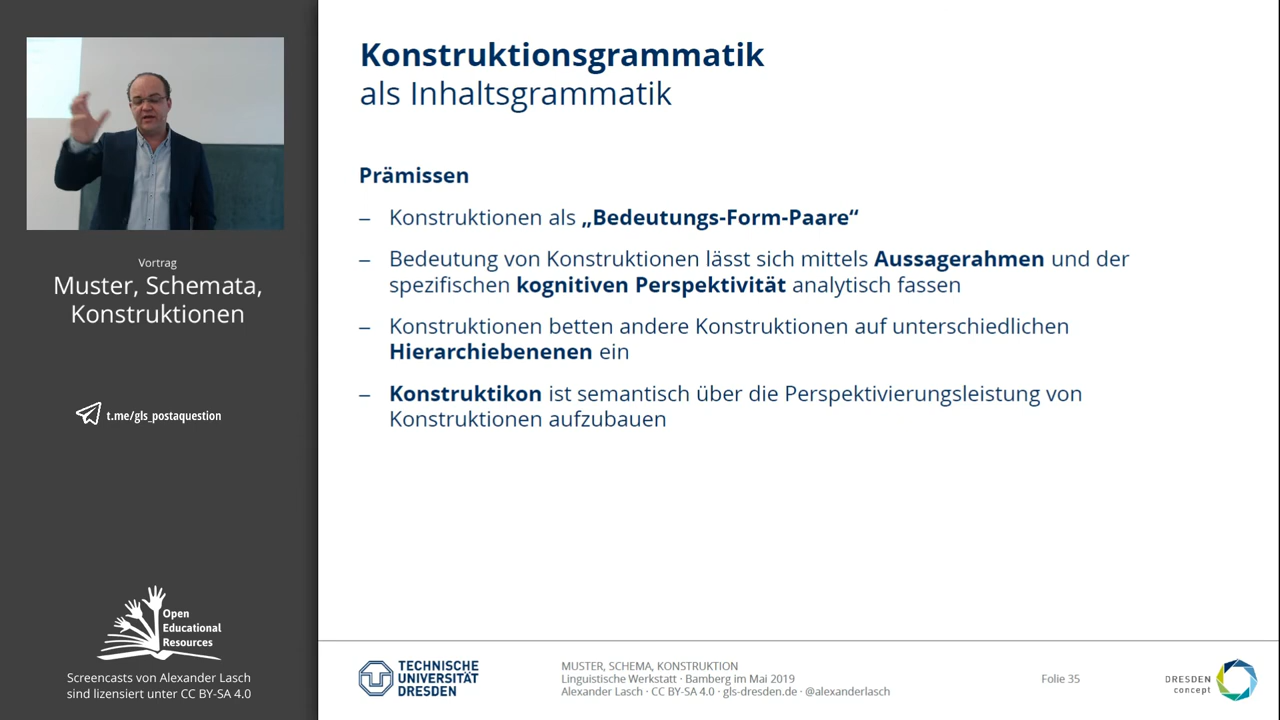 Konstruktionsgrammatik
als Inhaltsgrammatik
Prämissen
– Konstruktionen als „Bedeutungs-Form-Paare“
– Bedeutung von Konstruktionen lässt sich mittels Aussagerahmen und der
spezifischen kognitiven Perspektivität analytisch fassen
– Konstruktionen betten andere Konstruktionen auf unterschiedlichen
Hierarchiebenenen ein
– Konstruktikon ist semantisch über die Perspektivierungsleistung von
Konstruktionen aufzubauen
Vortrag
Muster, Schemata,
Konstruktionen
t.me/gls_postaquestion
Open
Educational
Resources
Screencasts von Alexander Lasch
sind lizensiert unter CC BY-SA 4.0
TECHNISCHE
UNIVERSITÄT
DRESDEN
MUSTER, SCHEMA, KONSTRUKTION
Linguistische Werkstatt · Bamberg im Mai 2019
Alexander Lasch · CC BY-SA 4.0 · gls-dresden.de · @alexanderlasch
Folie 35
DRESDEN
concept